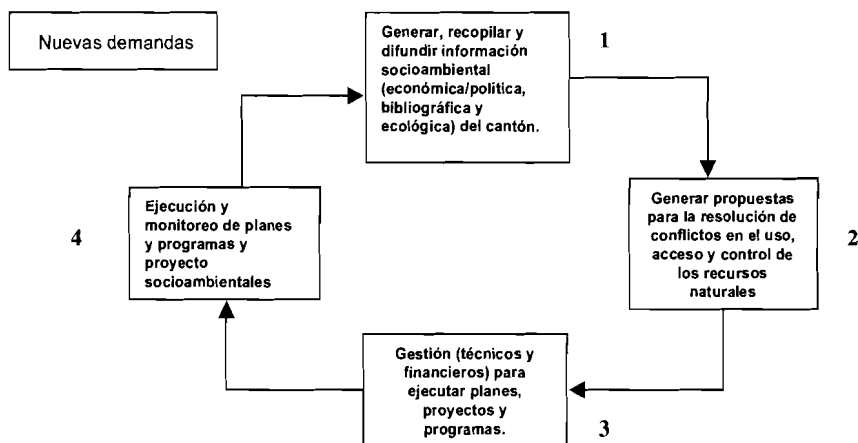 Nuevas demandas
Generar, recopilar y
difundir información
socioambiental
(económica/política,
bibliográfica y
ecológica) del cantón.
1
Generar propuestas
para la resolución de
conflictos en el uso,
acceso y control de
los recursos
naturales
2
Gestión (técnicos y
financieros) para
ejecutar planes,
proyectos y
programas.
3
Ejecución y
monitoreo de planes
y programas y
proyecto
socioambientales
4